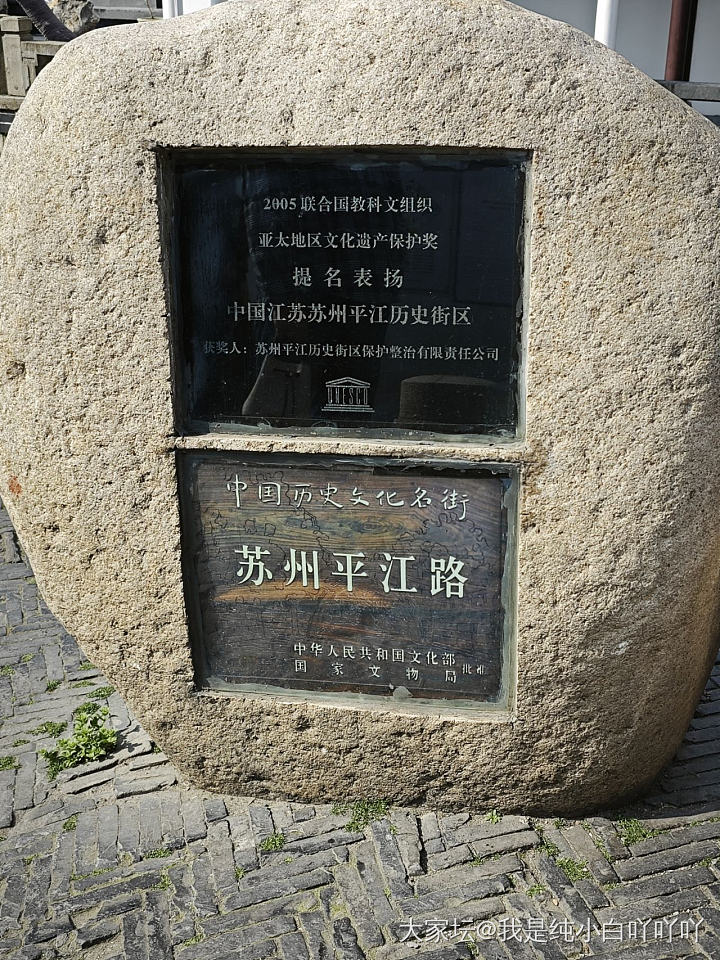 2005 联合国教科文组织
亚太地区文化遗产保护奖
提名表扬
中国江苏苏州平江历史街区
获奖人：苏州平江历史街区保护整治有限责任公司
UNESCO
中国历史文化名街
苏州平江路
中华人民共和国文化部
国家文物局 批准
大家坛@我是纯小白吖吖吖